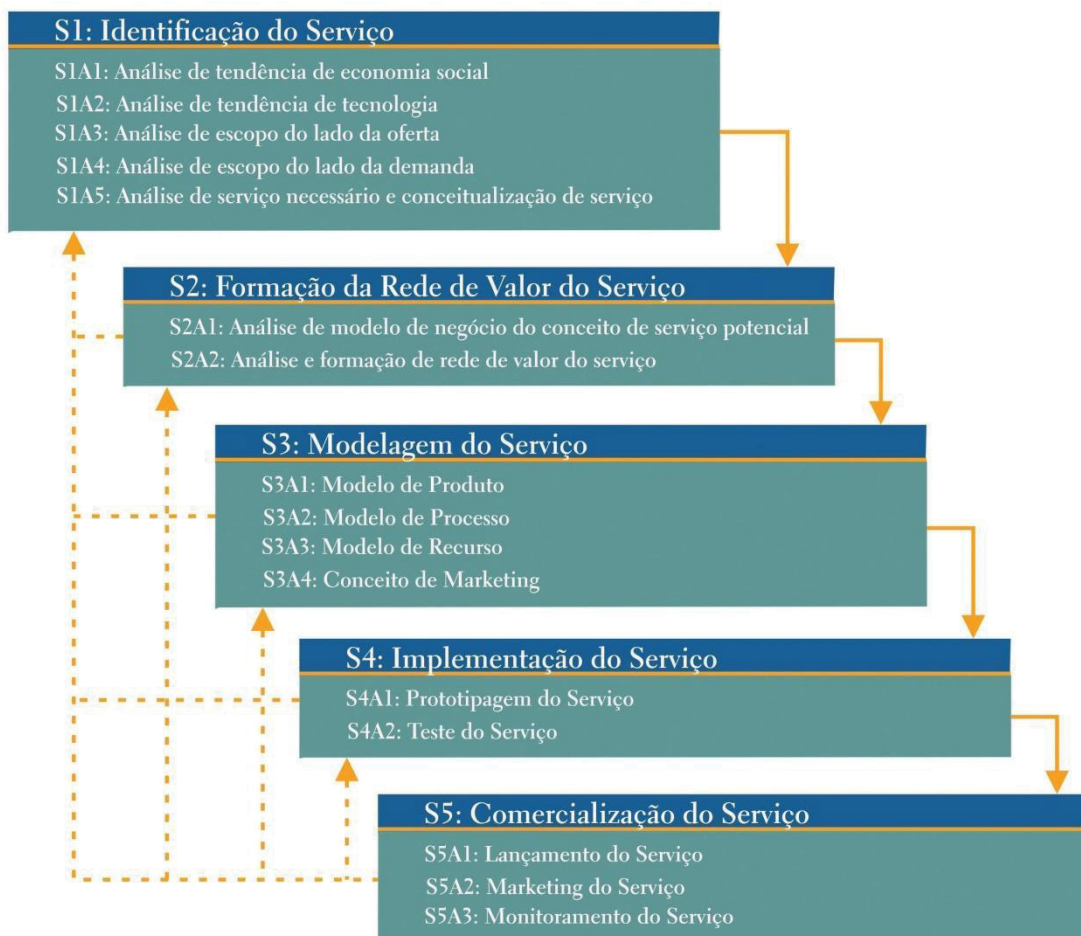 S1: Identificação do Serviço
S1A1: Análise de tendência de economia social
S1A2: Análise de tendência de tecnologia
S1A3: Análise de escopo do lado da oferta
S1A4: Análise de escopo do lado da demanda
S1A5: Análise de serviço necessário e conceitualização de serviço
S2: Formação da Rede de Valor do Serviço
S2A1: Análise de modelo de negócio do conceito de serviço potencial
S2A2: Análise e formação de rede de valor do serviço
S3: Modelagem do Serviço
S3A1: Modelo de Produto
S3A2: Modelo de Processo
S3A3: Modelo de Recurso
S3A4: Conceito de Marketing
S4: Implementação do Serviço
S4A1: Prototipagem do Serviço
S4A2: Teste do Serviço
S5: Comercialização do Serviço
S5A1: Lançamento do Serviço
S5A2: Marketing do Serviço
S5A3: Monitoramento do Serviço